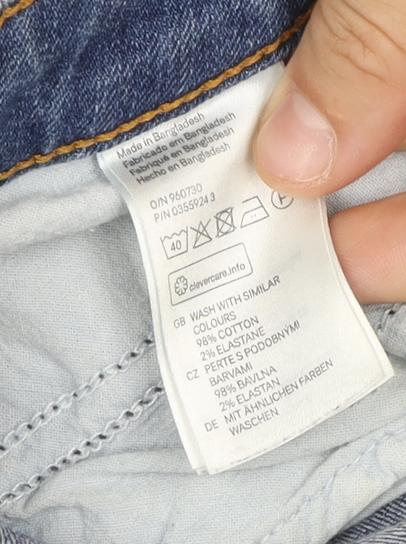 Made in Bangladesh
Fabricado em Bangladesh
Fabriqué en Bangladesh
Hecho en Bangladesh
O/N 960730
P/N 0355924 3
40 P
clevercare.info
GB WASH WITH SIMILAR
COLOURS
98% COTTON
2% ELASTANE
CZ PERTE S PODOBNÝMI
BARVAMI
98% BAVLNA
2% ELASTAN
DE MIT ÄHNLICHEN FARBEN
WASCHEN